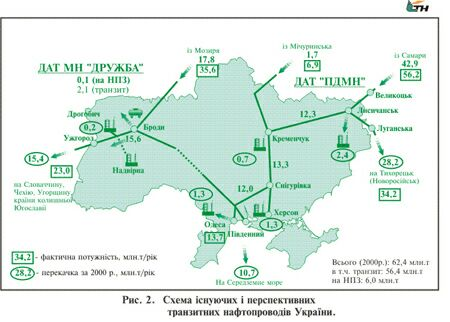 ЄТН
із Мозиря
17,8
35,6
із Мічурінська
1,7
6,9
із Самари
42,9
56,2
ДАТ МН "ДРУЖБА"
0,1 (на НПЗ)
2,1 (транзит)
ДАТ "ПДМН"
Великоцьк
12,3
Лисичанськ
Дрогобич
0,2
Броди
Луганська
Ужгород
15,6
Кременчук
2,4
15,4
Надвірна
0,7
28,2
23,0
13,3
на Тихорецьк
(Новоросійськ)
на Словаччину,
Чехію, Угорщину
країни колишньої
Югославії
34,2
1,3
12,0
Снігурівка
Херсон
1,3
Одеса
Південний
13,7
34,2 - фактична потужність, млн.т/рік
28,2 - перекачка за 2000 р., млн.т/рік
10,7
на Середземне море
Всього (2000р.): 62,4 млн.т
в т.ч. транзит: 56,4 млн.т
на НПЗ: 6,0 млн.т
Рис. 2. Схема існуючих і перспективних
транзитних нафтопроводів України.